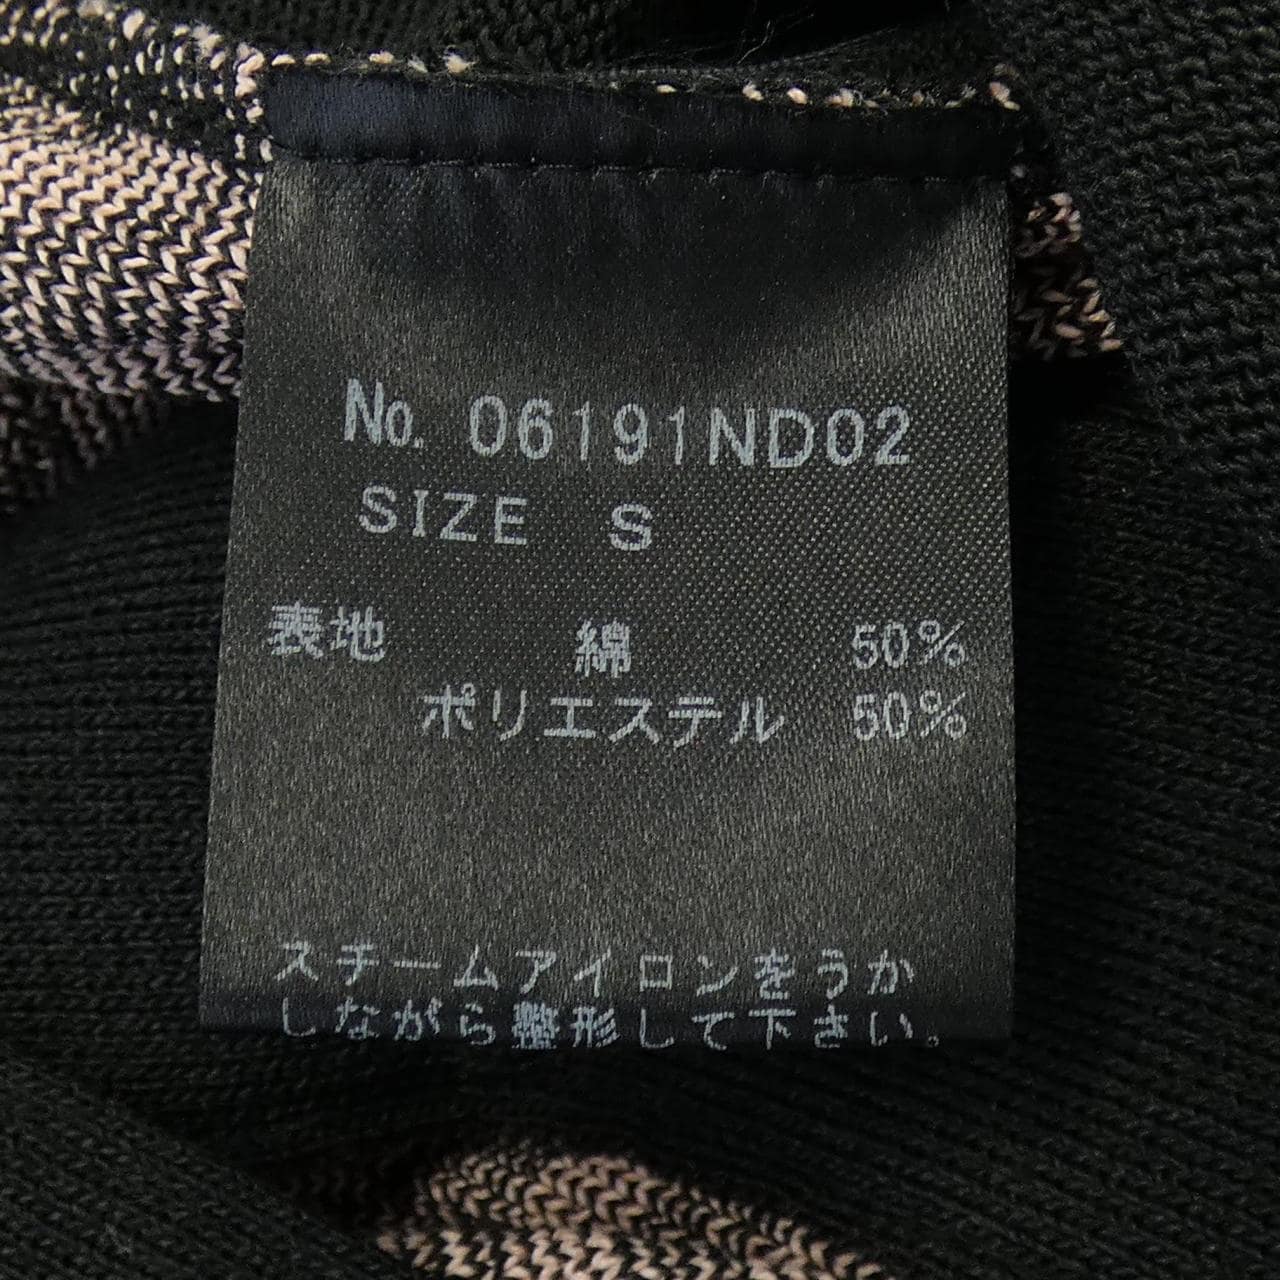 No. 06191ND02
SIZE S
表地 綿 50%
ポリエステル 50%
スチームアイロンをうか
しながら整形して下さい。